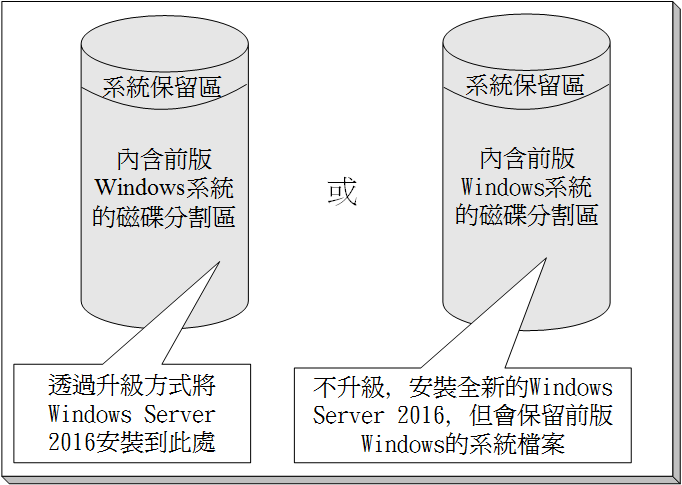 系統保留區
內含前版
Windows系統
的磁碟分割區
或
系統保留區
內含前版
Windows系統
的磁碟分割區
透過升級方式將
Windows Server
2016安裝到此處
不升級, 安裝全新的Windows
Server 2016, 但會保留前版
Windows的系統檔案